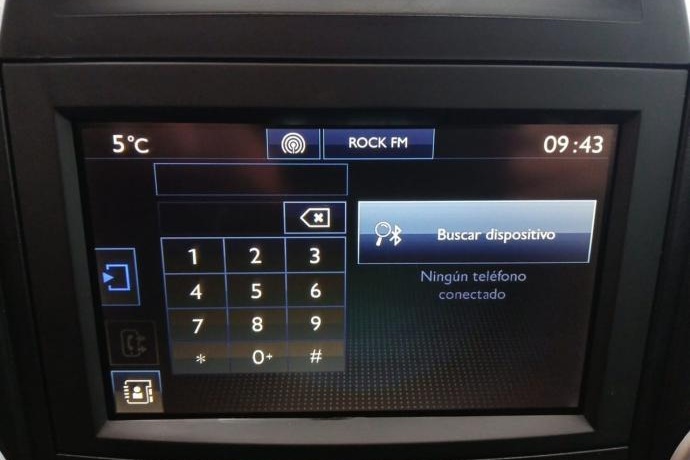 5°C
ROCK FM
09:43
Buscar dispositivo
Ningún teléfono
conectado
1 2 3
4 5 6
7 8 9
* 0+ #